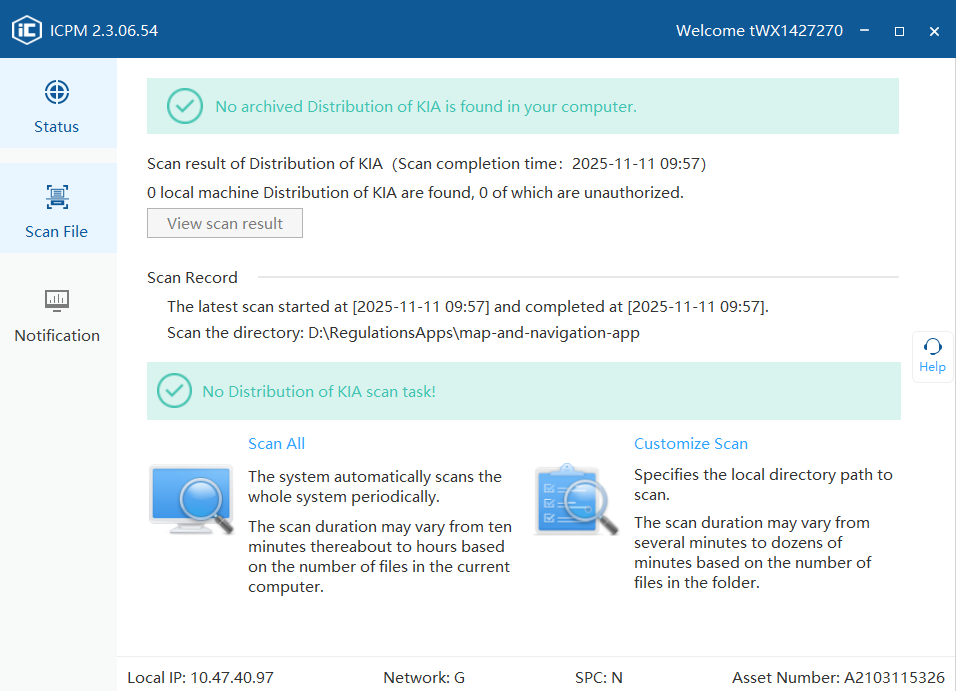 iC ICPM 2.3.06.54
Welcome tWX1427270
Status
Scan File
Notification
No archived Distribution of KIA is found in your computer.
Scan result of Distribution of KIA（Scan completion time：2025-11-11 09:57）
0 local machine Distribution of KIA are found, 0 of which are unauthorized.
View scan result
Scan Record
The latest scan started at [2025-11-11 09:57] and completed at [2025-11-11 09:57].
Scan the directory: D:\RegulationsApps\map-and-navigation-app
Help
No Distribution of KIA scan task!
Scan All
The system automatically scans the
whole system periodically.
The scan duration may vary from ten
minutes thereabout to hours based
on the number of files in the current
computer.
Customize Scan
Specifies the local directory path to
scan.
The scan duration may vary from
several minutes to dozens of
minutes based on the number of
files in the folder.
Local IP: 10.47.40.97
Network: G
SPC: N
Asset Number: A2103115326